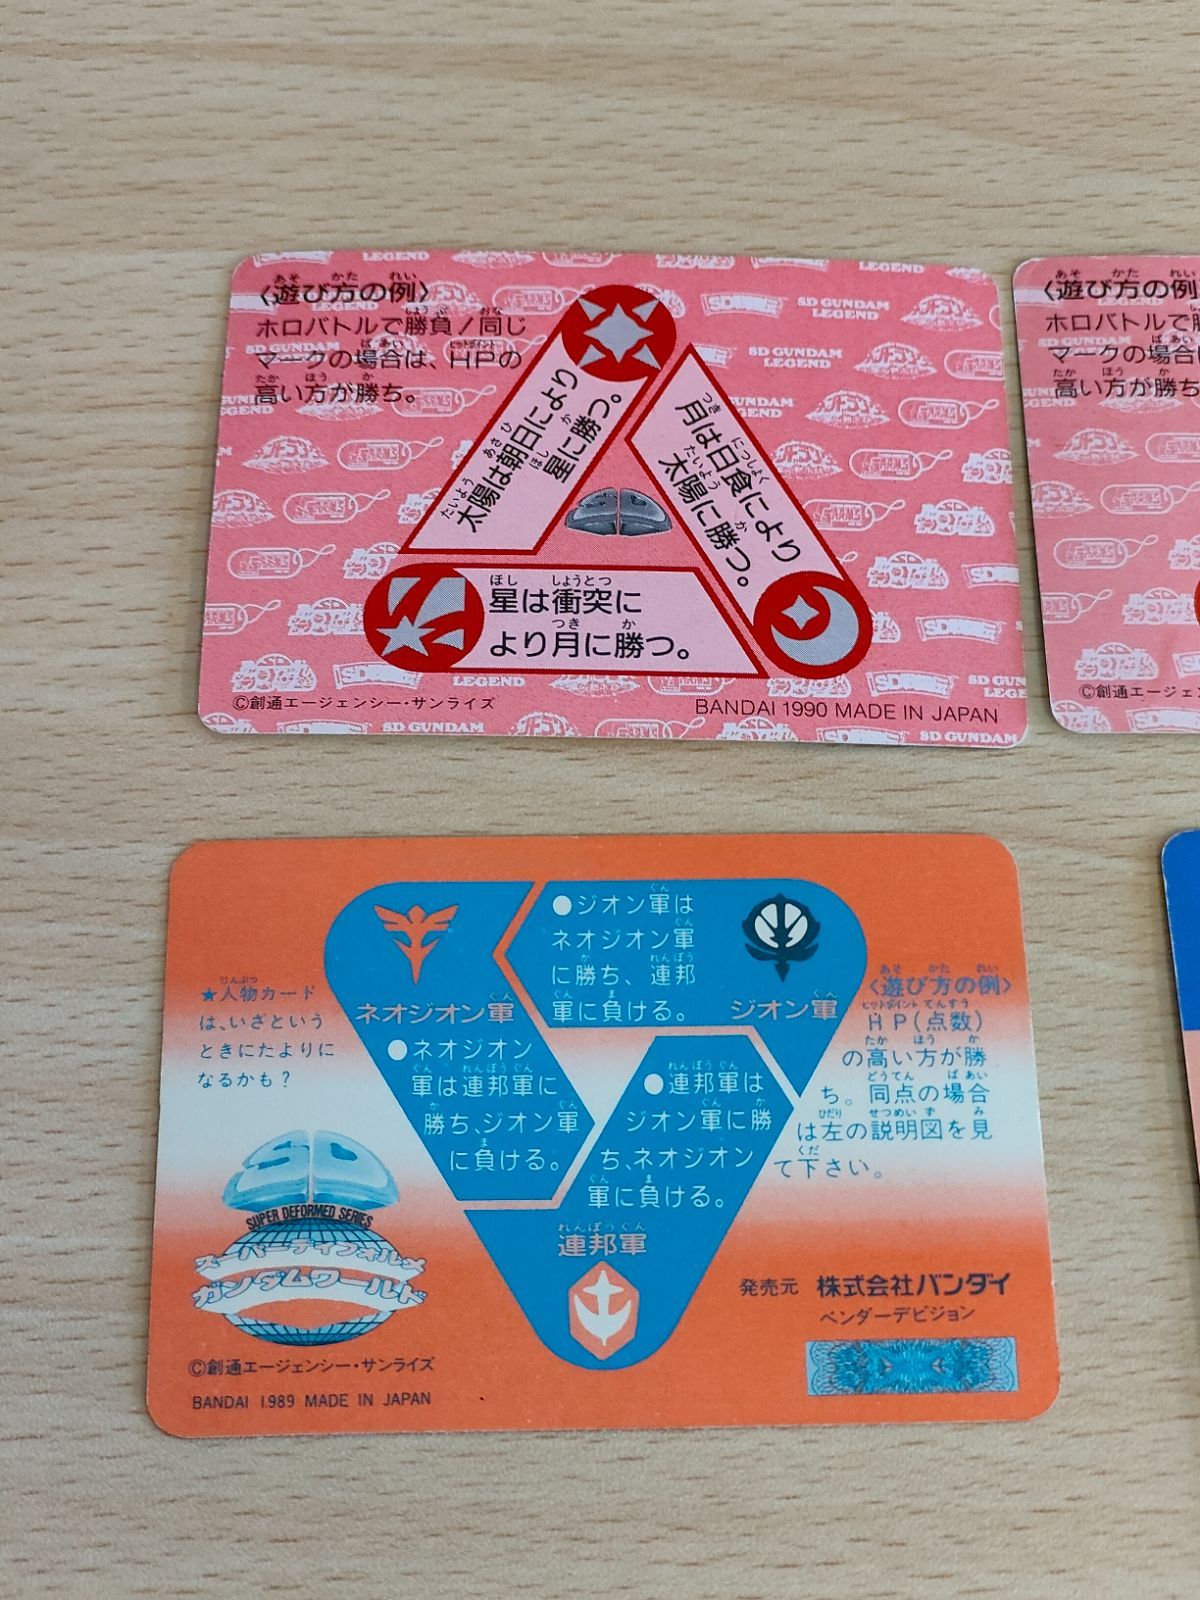 〈遊び方の例〉
ホロバトルで勝負!同じ
マークの場合は、HPの
高い方が勝ち。
太陽は朝日により
星に勝つ。
月は日食により
太陽に勝つ。
星は衝突に
より月に勝つ。
©創通エージェンシー・サンライズ
BANDAI 1990 MADE IN JAPAN
SD GUNDAM
LEGEND
〈遊び方の例
ホロバトルで
マークの場合
高い方が勝ち
©創通エージェ
●ジオン軍は
ネオジオン軍
に勝ち、連邦
軍に負ける。
ジオン軍
ネオジオン軍
●ネオジオン
軍は連邦軍に
勝ち、ジオン軍
に負ける。
●連邦軍は
ジオン軍に勝
ち、ネオジオン
軍に負ける。
連邦軍
★人物カード
は、いざという
ときにたよりに
なるかも?
〈遊び方の例〉
HP(点数)
の高い方が勝
ち。同点の場合
は左の説明図を見
て下さい。
SUPER DEFORMED SERIES
スーパーディフォルメ
ガンダムワールド
発売元 株式会社バンダイ
ベンダーデビジョン
©創通エージェンシー・サンライズ
BANDAI 1989 MADE IN JAPAN